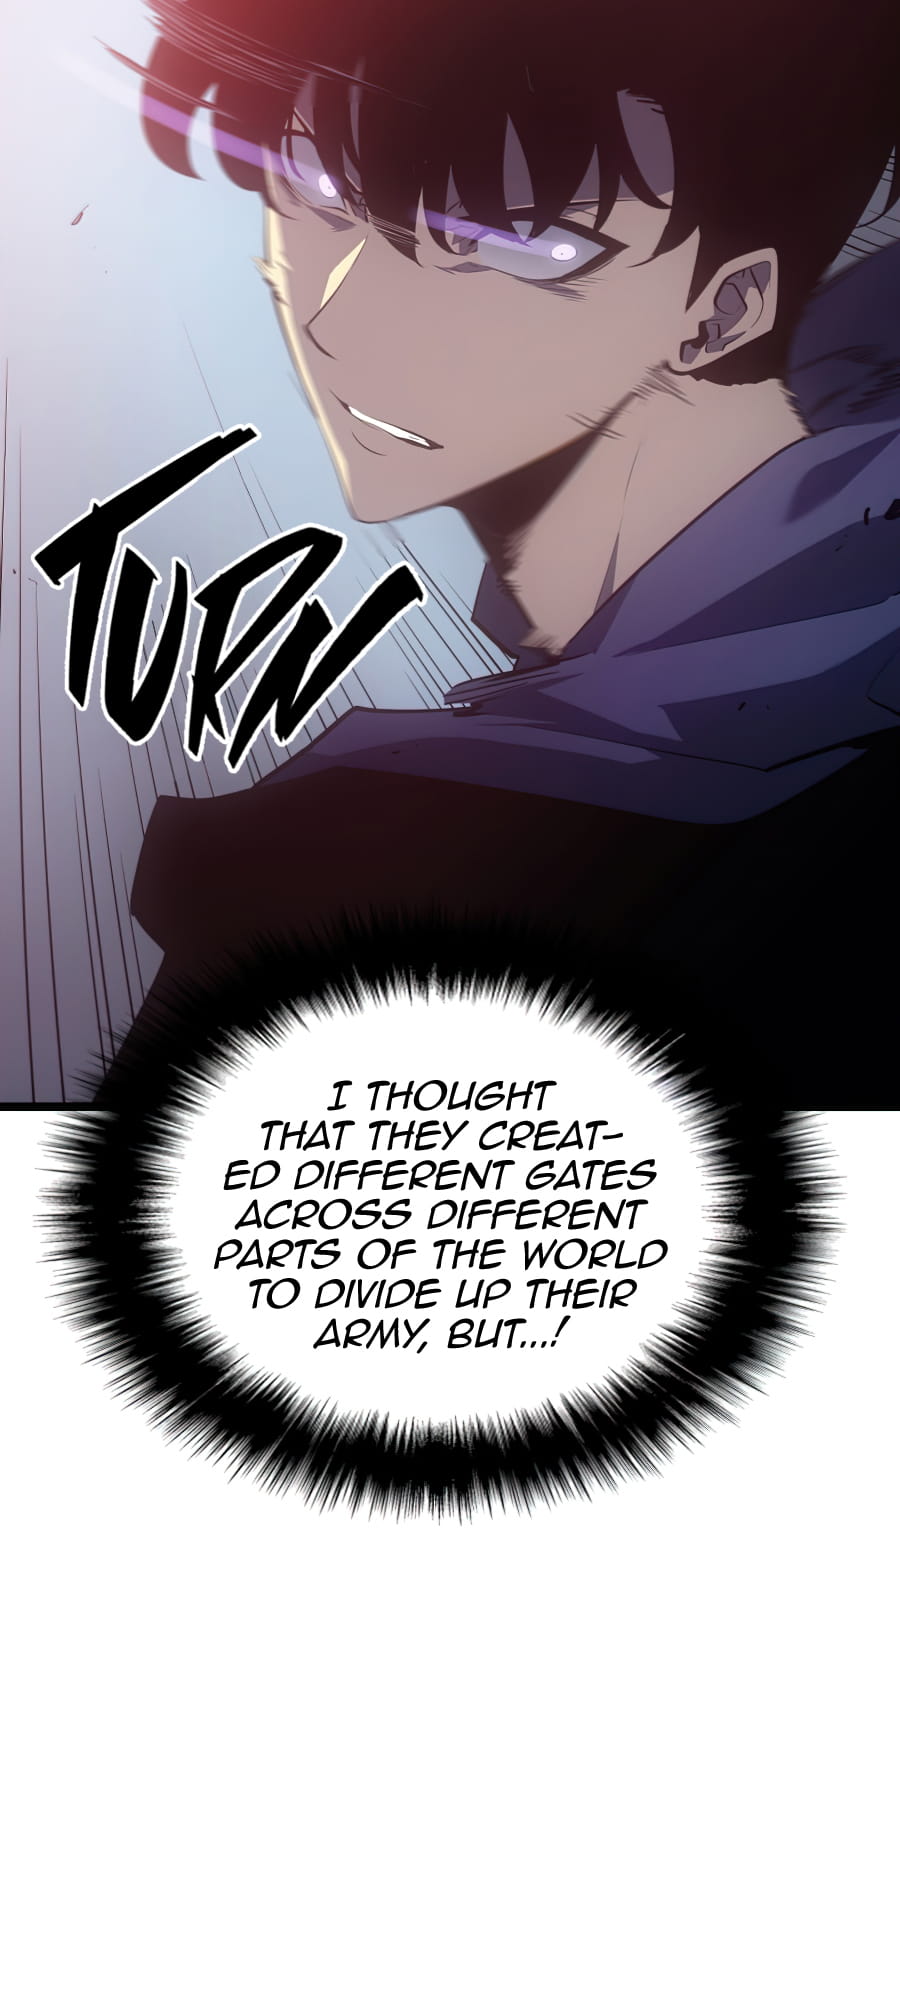 TURN
I THOUGHT
THAT THEY CREAT-
ED DIFFERENT GATES
ACROSS DIFFERENT
PARTS OF THE WORLD
TO DIVIDE UP THEIR
ARMY, BUT...!